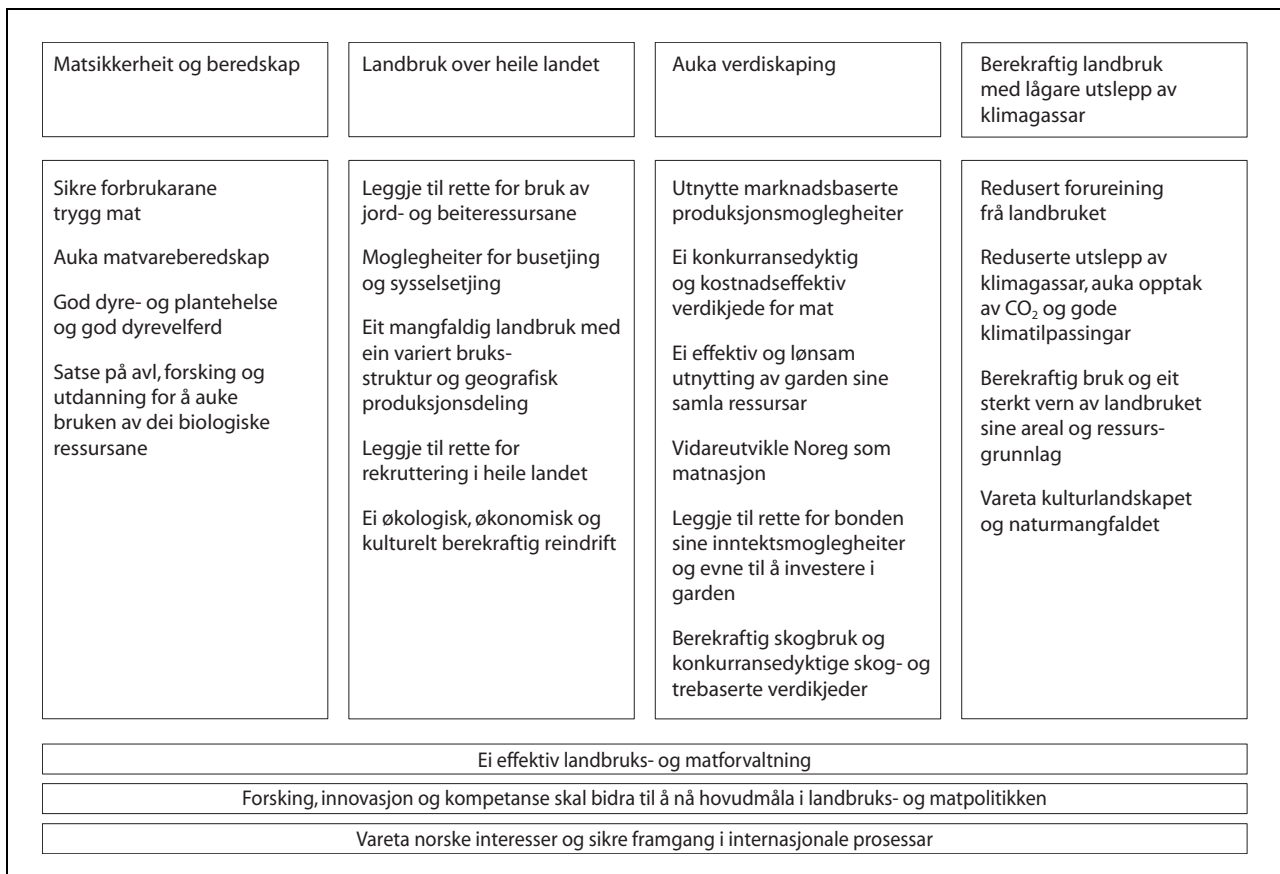 Matsikkerheit og beredskap
Landbruk over heile landet
Auka verdiskaping
Berekraftig landbruk
med lågare utslepp av
klimagassar
Sikre forbrukarane
trygg mat
Auka matvareberedskap
God dyre- og plantehelse
og god dyrevelferd
Satse på avl, forsking og
utdanning for å auke
bruken av dei biologiske
ressursane
Leggje til rette for bruk av
jord- og beiteressursane
Moglegheiter for busetjing
og sysselsetjing
Eit mangfaldig landbruk med
ein variert bruks-
struktur og geografisk
produksjonsdeling
Leggje til rette for
rekruttering i heile landet
Ei økologisk, økonomisk og
kulturelt berekraftig reindrift
Utnytte marknadsbaserte
produksjonsmoglegheiter
Ei konkurransedyktig
og kostnadseffektiv
verdikjede for mat
Ei effektiv og lønsam
utnytting av garden sine
samla ressursar
Vidareutvikle Noreg som
matnasjon
Leggje til rette for bonden
sine inntektsmoglegheiter
og evne til å investere i
garden
Berekraftig skogbruk og
konkurransedyktige skog- og
trebaserte verdikjeder
Redusert forureining
frå landbruket
Reduserte utslepp av
klimagassar, auka opptak
av CO₂ og gode
klimatilpassingar
Berekraftig bruk og eit
sterkt vern av landbruket
sine areal og ressurs-
grunnlag
Vareta kulturlandskapet
og naturmangfaldet
Ei effektiv landbruks- og matforvaltning
Forsking, innovasjon og kompetanse skal bidra til å nå hovudmåla i landbruks- og matpolitikken
Vareta norske interesser og sikre framgang i internasjonale prosessar